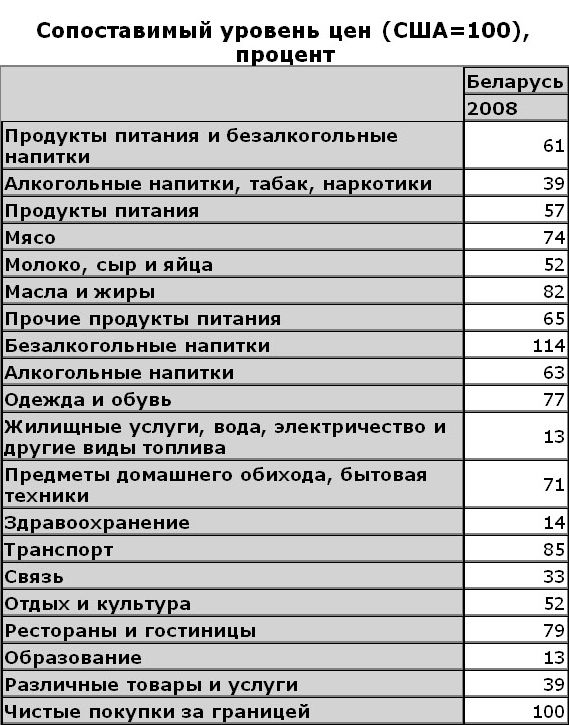 Сопоставимый уровень цен (США=100),
процент
Беларусь
2008
Продукты питания и безалкогольные
напитки
61
Алкогольные напитки, табак, наркотики
39
Продукты питания
57
Мясо
74
Молоко, сыр и яйца
52
Масла и жиры
82
Прочие продукты питания
65
Безалкогольные напитки
114
Алкогольные напитки
63
Одежда и обувь
77
Жилищные услуги, вода, электричество и
другие виды топлива
13
Предметы домашнего обихода, бытовая
техники
71
Здравоохранение
14
Транспорт
85
Связь
33
Отдых и культура
52
Рестораны и гостиницы
79
Образование
13
Различные товары и услуги
39
Чистые покупки за границей
100